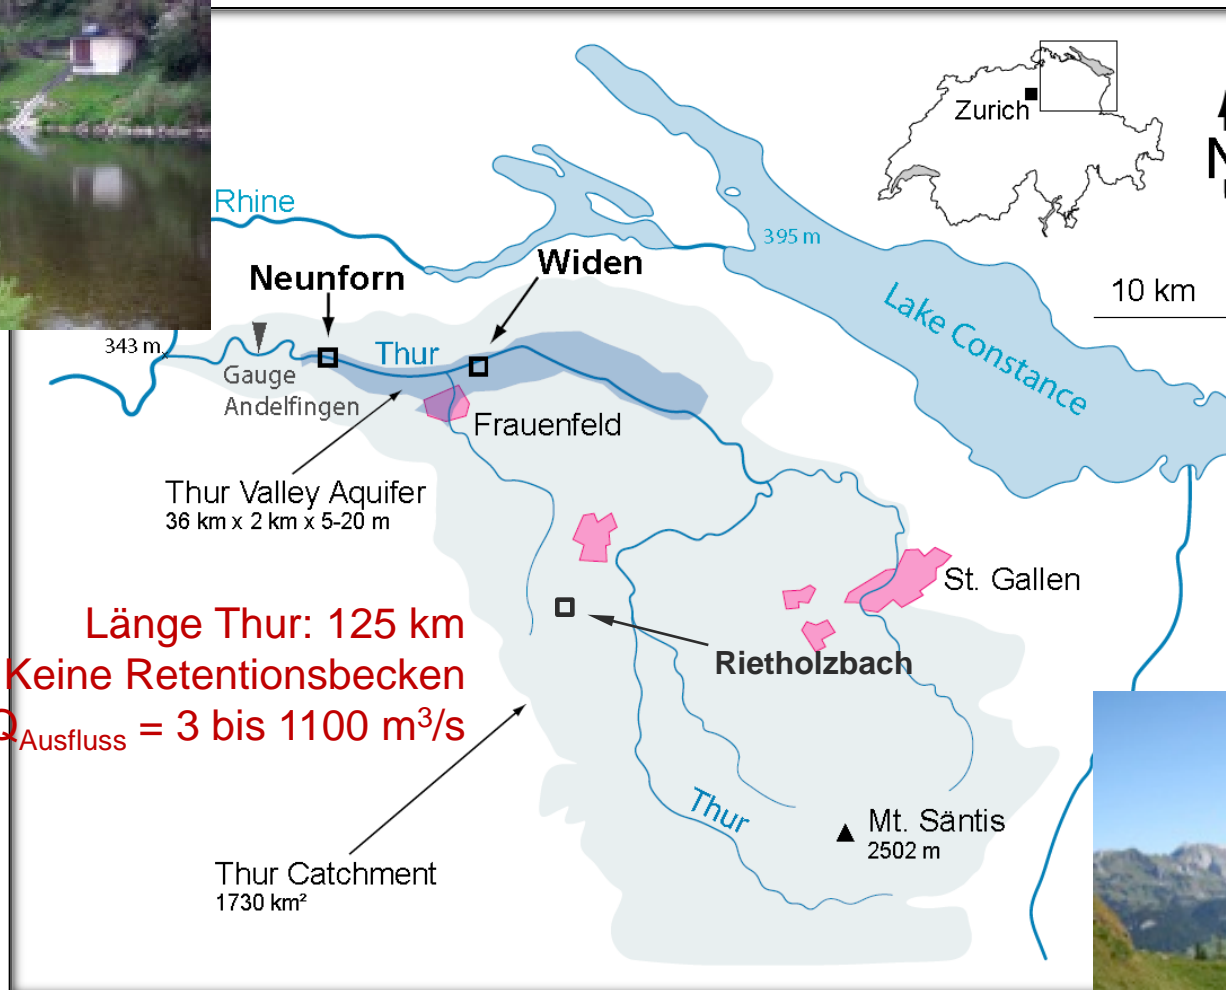 Zurich
N
Rhine
395 m
Widen
Neunforn
10 km
Lake Constance
343 m
Thur
Gauge
Andelfingen
Frauenfeld
Thur Valley Aquifer
36 km x 2 km x 5-20 m
St. Gallen
Länge Thur: 125 km
Keine Retentionsbecken
Q_Ausfluss = 3 bis 1100 m³/s
Rietholzbach
Thur
Mt. Säntis
2502 m
Thur Catchment
1730 km²